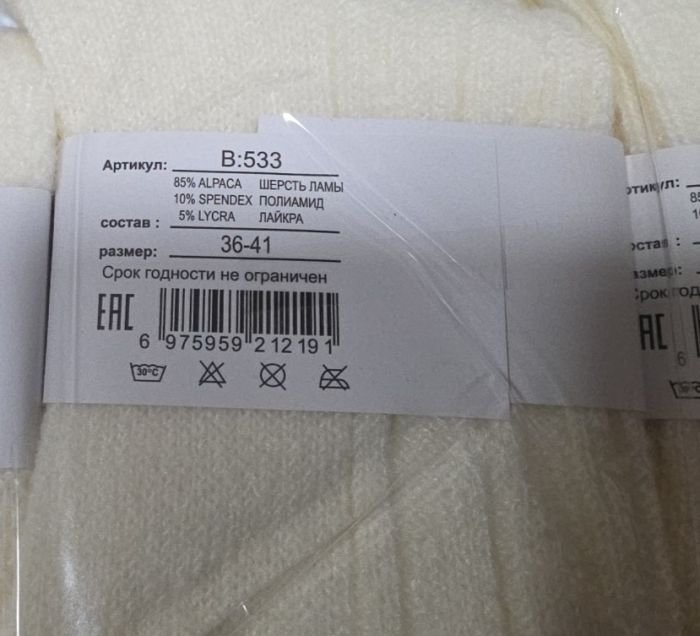 Артикул: B:533
85% ALPACA ШЕРСТЬ ЛАМЫ
10% SPENDEX ПОЛИАМИД
состав : 5% LYCRA ЛАЙКРА
размер: 36-41
Срок годности не ограничен
EAC
6 975959 212191
30°C